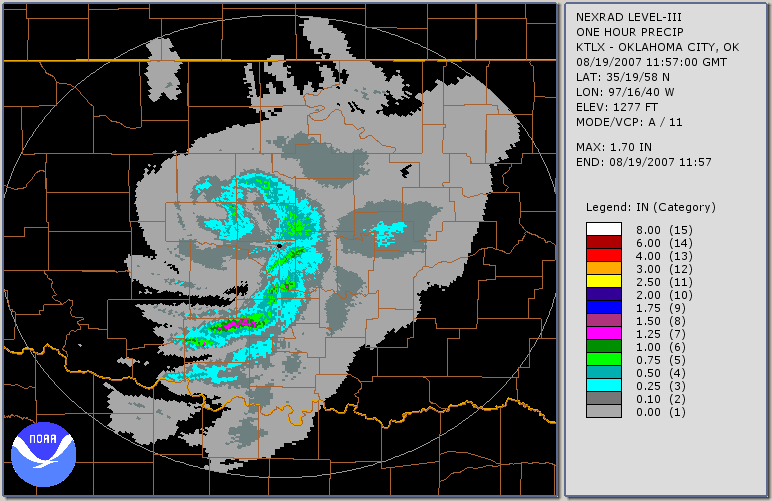 NEXRAD LEVEL-III
ONE HOUR PRECIP
KTLX - OKLAHOMA CITY, OK
08/19/2007 11:57:00 GMT
LAT: 35/19/58 N
LON: 97/16/40 W
ELEV: 1277 FT
MODE/VCP: A / 11
MAX: 1.70 IN
END: 08/19/2007 11:57
Legend: IN (Category)
8.00 (15)
6.00 (14)
4.00 (13)
3.00 (12)
2.50 (11)
2.00 (10)
1.75 (9)
1.50 (8)
1.25 (7)
1.00 (6)
0.75 (5)
0.50 (4)
0.25 (3)
0.10 (2)
0.00 (1)
NOAA